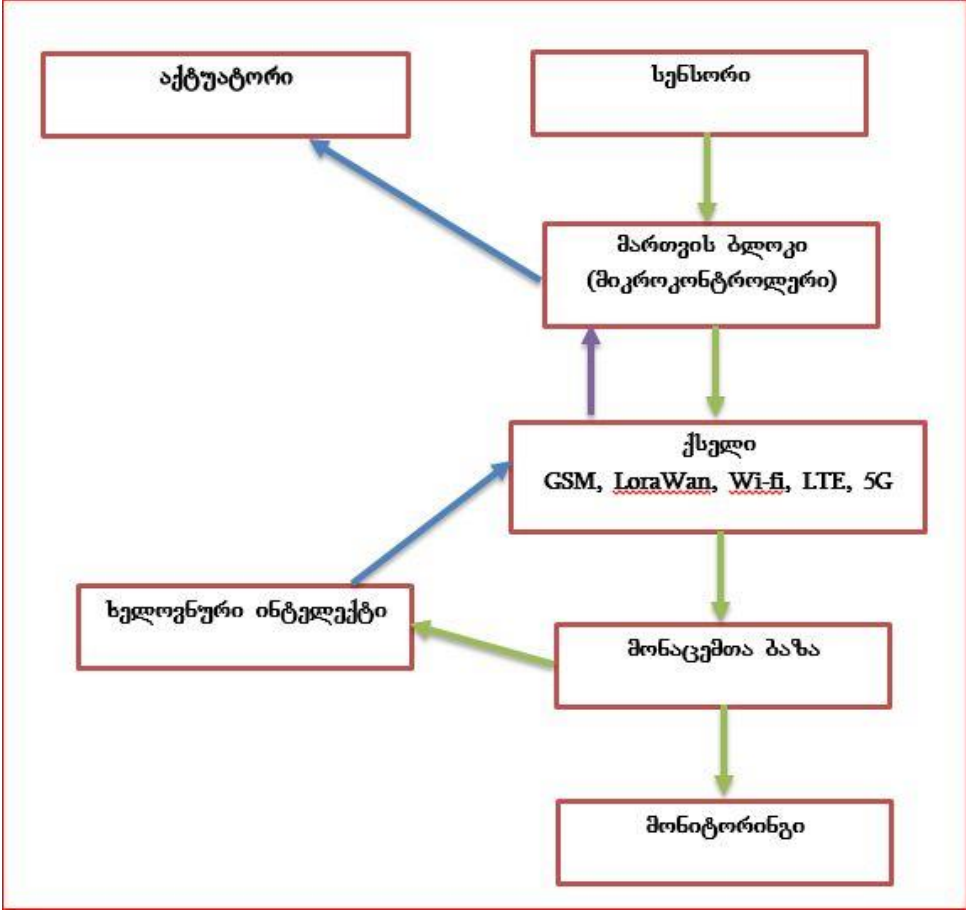 აქტუატორი
სენსორი
მართვის ბლოკი
(მიკროკონტროლერი)
ქსელი
GSM, LoraWan, Wi-fi, LTE, 5G
ხელოვნური ინტელექტი
მონაცემთა ბაზა
მონიტორინგი